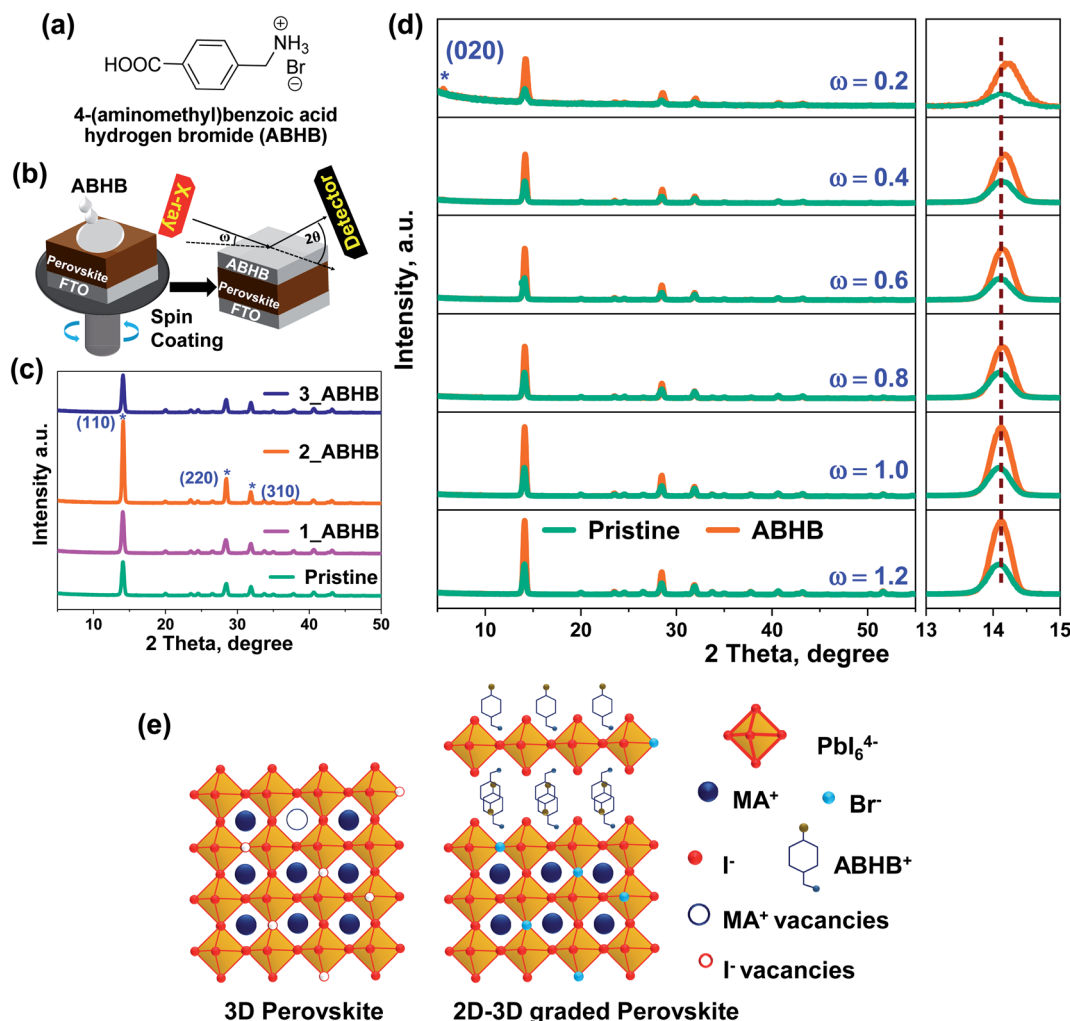 (a)
HOOC
⊕
NH3
Br
⊖
4-(aminomethyl)benzoic acid
hydrogen bromide (ABHB)
(b)
ABHB
X-ray
Detector
ω
2θ
Perovskite
FTO
ABHB
Perovskite
FTO
Spin
Coating
(c)
3_ABHB
(110)
*
2_ABHB
(220)
*
*
(310)
1_ABHB
Pristine
Intensity a.u.
10 20 30 40 50
2 Theta, degree
(d)
(020)
*
ω = 0.2
ω = 0.4
ω = 0.6
ω = 0.8
ω = 1.0
Pristine
ABHB
ω = 1.2
Intensity, a.u.
10 20 30 40 50
13 14 15
2 Theta, degree
(e)
3D Perovskite
2D-3D graded Perovskite
PbI6 4-
MA+
Br-
I-
ABHB+
MA+ vacancies
I- vacancies